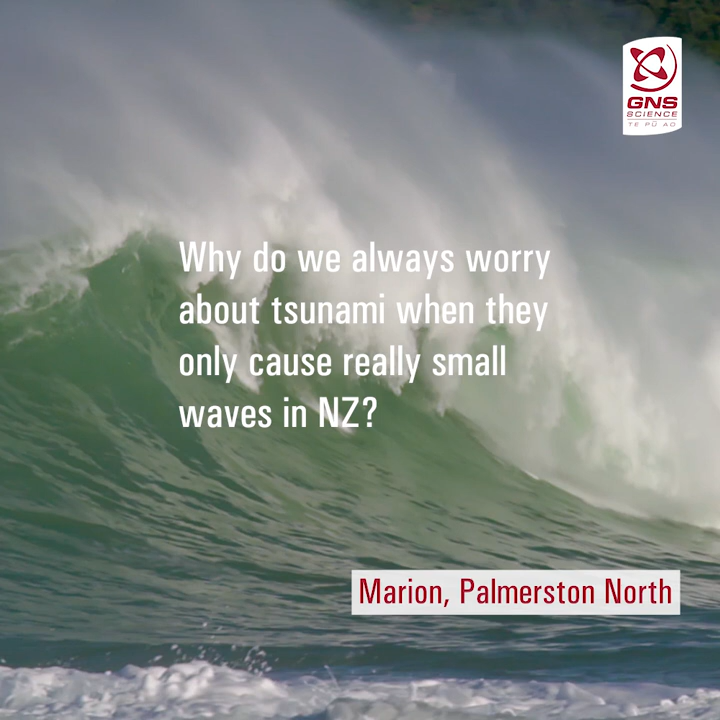 GNS
SCIENCE
TE PŪ AO
Why do we always worry
about tsunami when they
only cause really small
waves in NZ?
Marion, Palmerston North